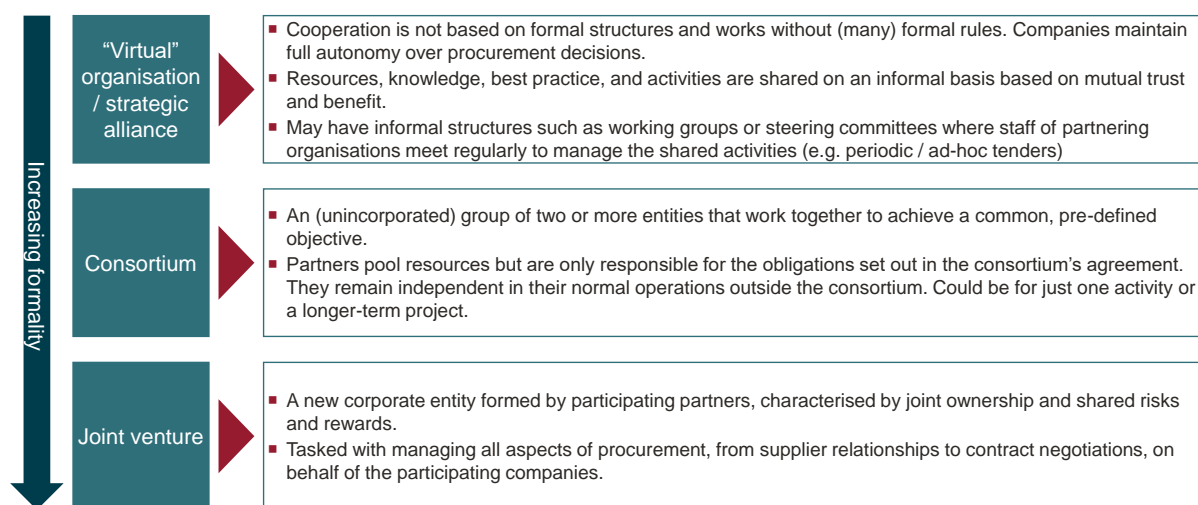 Increasing formality
“Virtual”
organisation
/ strategic
alliance
▪ Cooperation is not based on formal structures and works without (many) formal rules. Companies maintain
full autonomy over procurement decisions.
▪ Resources, knowledge, best practice, and activities are shared on an informal basis based on mutual trust
and benefit.
▪ May have informal structures such as working groups or steering committees where staff of partnering
organisations meet regularly to manage the shared activities (e.g. periodic / ad-hoc tenders)
Consortium
▪ An (unincorporated) group of two or more entities that work together to achieve a common, pre-defined
objective.
▪ Partners pool resources but are only responsible for the obligations set out in the consortium’s agreement.
They remain independent in their normal operations outside the consortium. Could be for just one activity or
a longer-term project.
Joint venture
▪ A new corporate entity formed by participating partners, characterised by joint ownership and shared risks
and rewards.
▪ Tasked with managing all aspects of procurement, from supplier relationships to contract negotiations, on
behalf of the participating companies.